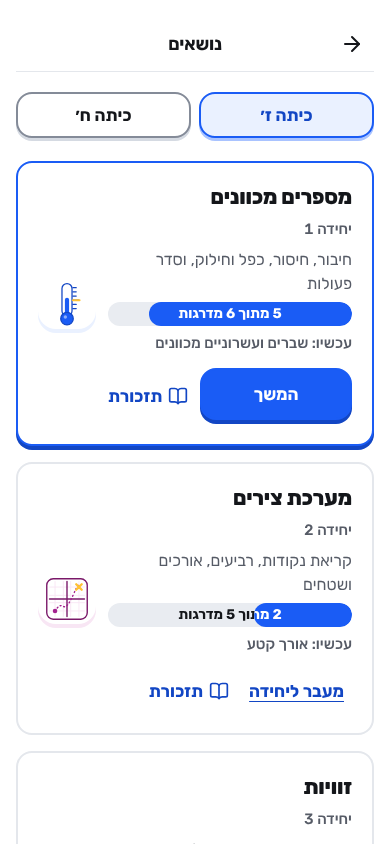 נושאים
כיתה ז׳
כיתה ח׳
מספרים מכוונים
יחידה 1
חיבור, חיסור, כפל וחילוק, וסדר
פעולות
5 מתוך 6 מדרגות
עכשיו: שברים ועשרוניים מכוונים
המשך
תזכורת
מערכת צירים
יחידה 2
קריאת נקודות, רביעים, אורכים
ושטחים
2 מתוך 5 מדרגות
עכשיו: אורך קטע
מעבר ליחידה
תזכורת
זוויות
יחידה 3